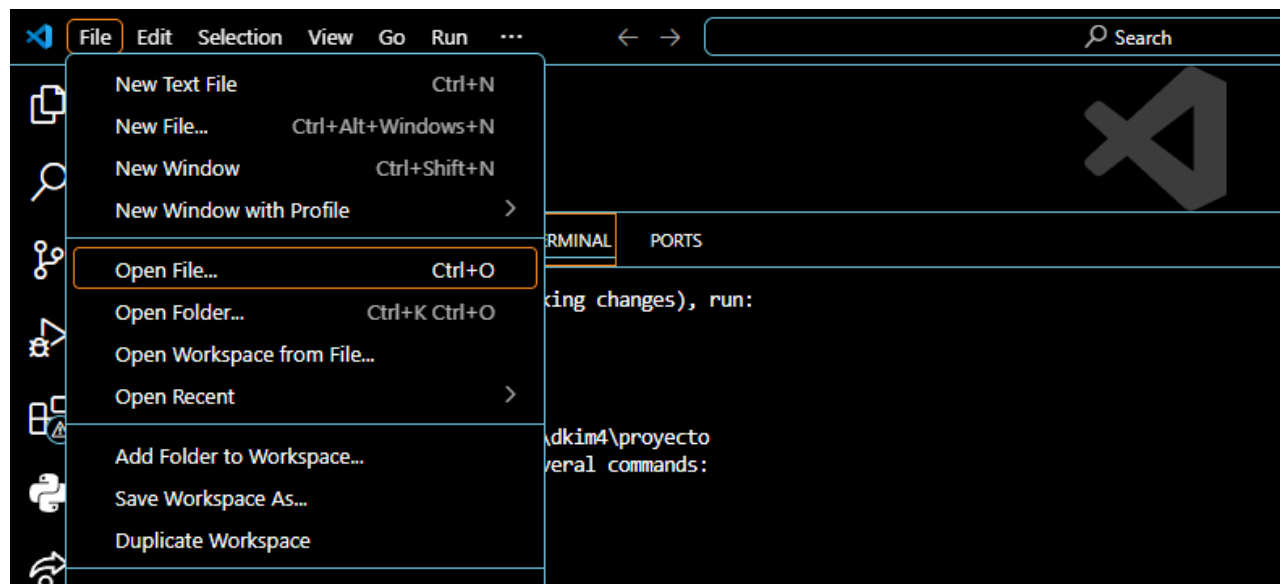 File Edit Selection View Go Run ... Search
New Text File Ctrl+N
New File... Ctrl+Alt+Windows+N
New Window Ctrl+Shift+N
New Window with Profile
Open File... Ctrl+O
Open Folder... Ctrl+K Ctrl+O
Open Workspace from File...
Open Recent
Add Folder to Workspace...
Save Workspace As...
Duplicate Workspace
ERMINAL PORTS
king changes), run:
\dkim4\proyecto
veral commands: